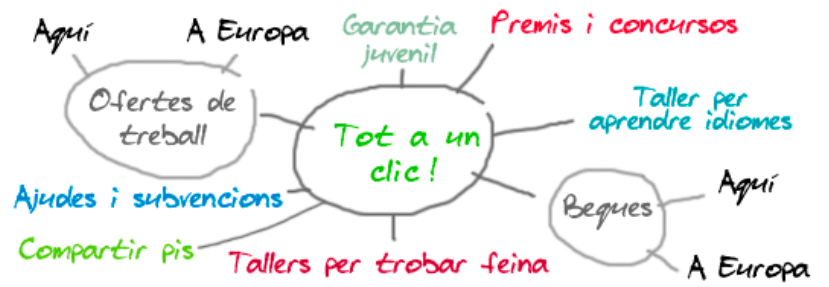 Aquí
A Europa
Garantia
juvenil
Premis i concursos
Ofertes de
treball
Tot a un
clic!
Taller per
aprendre idiomes
Ajudes i subvencions
Beques
Aquí
Compartir pis
Tallers per trobar feina
A Europa